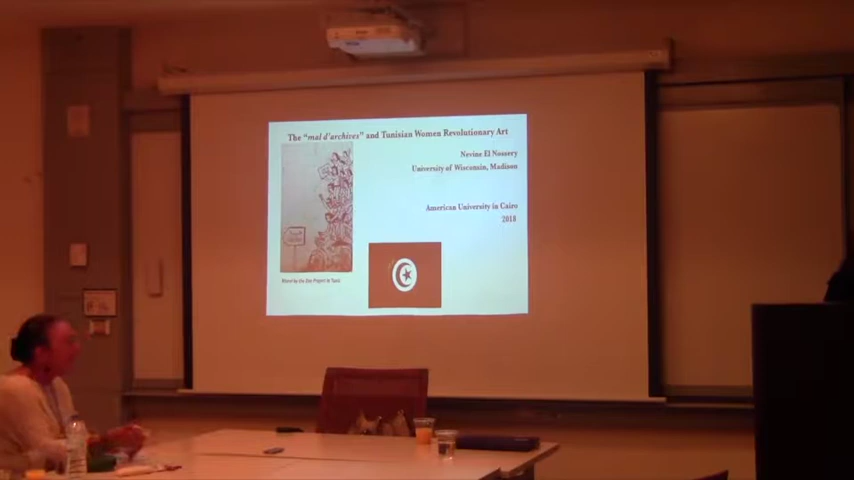 The "mal d'archives" and Tunisian Women Revolutionary Art
Nevine El Nossery
University of Wisconsin, Madison
American University in Cairo
2018